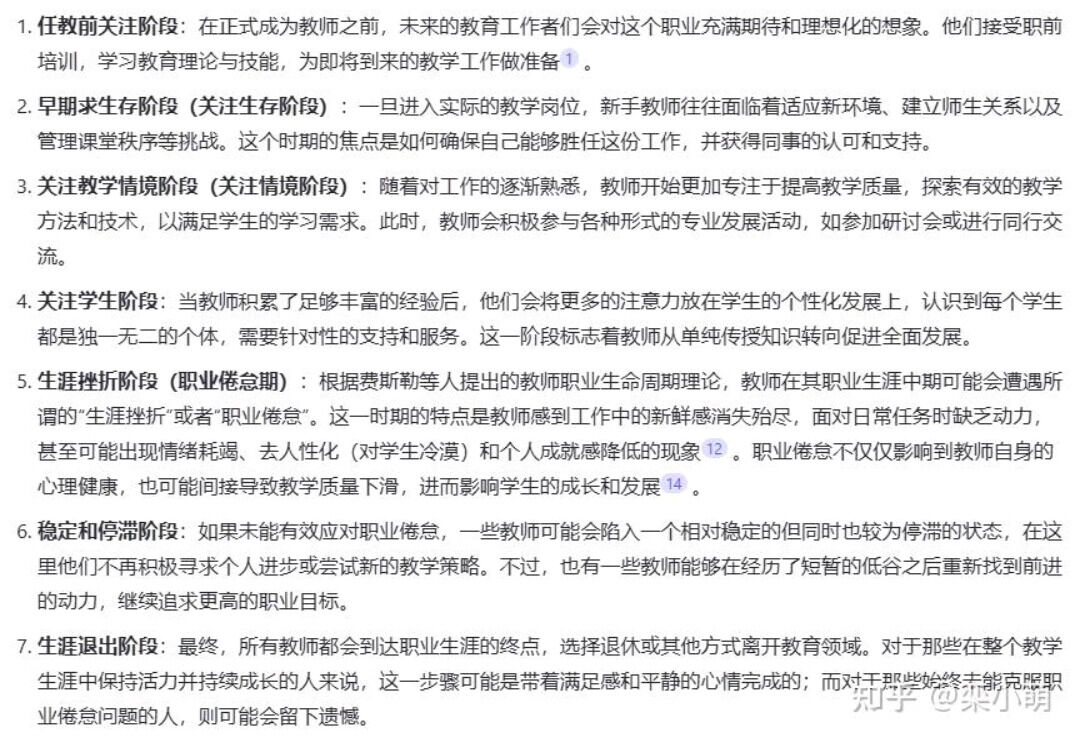 1. 任教前关注阶段：在正式成为教师之前，未来的教育工作者们会对这个职业充满期待和理想化的想象。他们接受职前
培训，学习教育理论与技能，为即将到来的教学工作做准备1。
2. 早期求生存阶段（关注生存阶段）：一旦进入实际的教学岗位，新手教师往往面临着适应新环境、建立师生关系以及
管理课堂秩序等挑战。这个时期的焦点是如何确保自己能够胜任这份工作，并获得同事的认可和支持。
3. 关注教学情境阶段（关注情境阶段）：随着对工作的逐渐熟悉，教师开始更加专注于提高教学质量，探索有效的教学
方法和技术，以满足学生的学习需求。此时，教师会积极参与各种形式的专业发展活动，如参加研讨会或进行同行交
流。
4. 关注学生阶段：当教师积累了足够丰富的经验后，他们会将更多的注意力放在学生的个性化发展上，认识到每个学生
都是独一无二的个体，需要针对性的支持和服务。这一阶段标志着教师从单纯传授知识转向促进全面发展。
5. 生涯挫折阶段（职业倦怠期）：根据费斯勒等人提出的教师职业生命周期理论，教师在其职业生涯中期可能会遭遇所
谓的“生涯挫折”或者“职业倦怠”。这一时期的特点是教师感到工作中的新鲜感消失殆尽，面对日常任务时缺乏动力，
甚至可能出现情绪耗竭、去人性化（对学生冷漠）和个人成就感降低的现象12。职业倦怠不仅仅影响到教师自身的
心理健康，也可能间接导致教学质量下滑，进而影响学生的成长和发展14。
6. 稳定和停滞阶段：如果未能有效应对职业倦怠，一些教师可能会陷入一个相对稳定的但同时也较为停滞的状态，在这
里他们不再积极寻求个人进步或尝试新的教学策略。不过，也有一些教师能够在经历了短暂的低谷之后重新找到前进
的动力，继续追求更高的职业目标。
7. 生涯退出阶段：最终，所有教师都会到达职业生涯的终点，选择退休或其他方式离开教育领域。对于那些在整个教学
生涯中保持活力并持续成长的人来说，这一步骤可能是带着满足感和平静的心情完成的；而对于那些始终未能克服职
业倦怠问题的人，则可能会留下遗憾。
知乎 @梁小萌